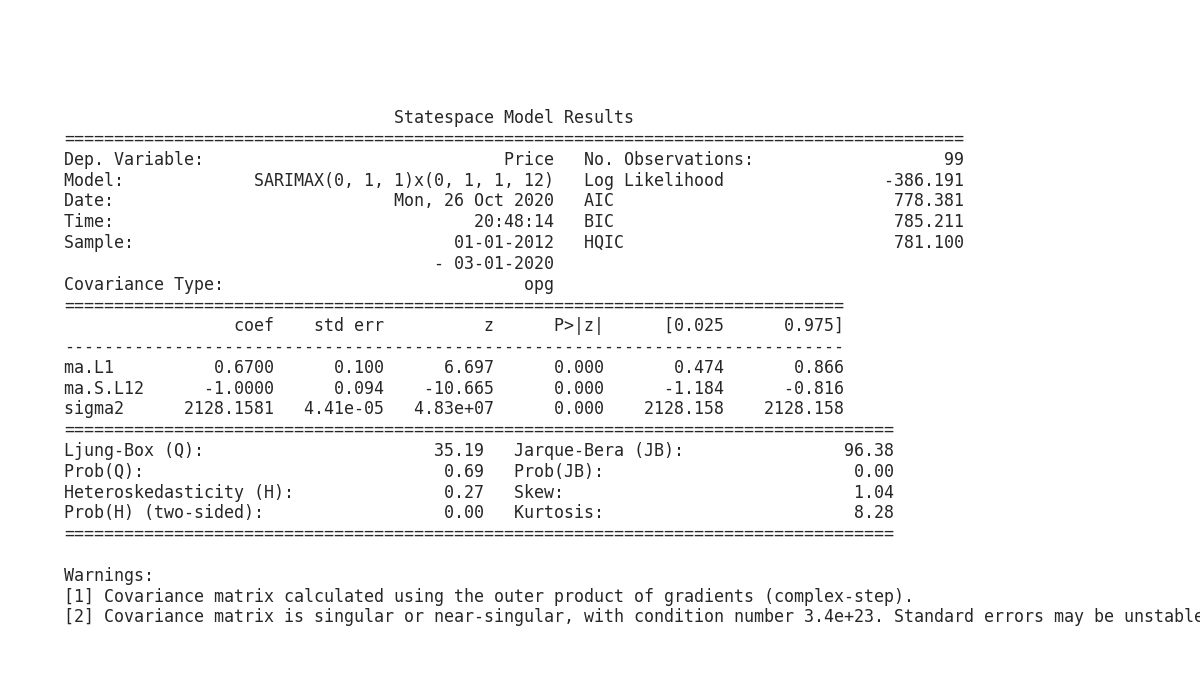 Statespace Model Results
==========================================================================================
Dep. Variable:                              Price   No. Observations:                   99
Model:             SARIMAX(0, 1, 1)x(0, 1, 1, 12)   Log Likelihood                -386.191
Date:                            Mon, 26 Oct 2020   AIC                            778.381
Time:                                    20:48:14   BIC                            785.211
Sample:                                01-01-2012   HQIC                           781.100
                                     - 03-01-2020
Covariance Type:                              opg
==============================================================================
                 coef    std err          z      P>|z|      [0.025      0.975]
------------------------------------------------------------------------------
ma.L1          0.6700      0.100      6.697      0.000       0.474       0.866
ma.S.L12      -1.0000      0.094    -10.665      0.000      -1.184      -0.816
sigma2      2128.1581   4.41e-05   4.83e+07      0.000    2128.158    2128.158
===================================================================================
Ljung-Box (Q):                       35.19   Jarque-Bera (JB):                96.38
Prob(Q):                              0.69   Prob(JB):                         0.00
Heteroskedasticity (H):               0.27   Skew:                             1.04
Prob(H) (two-sided):                  0.00   Kurtosis:                         8.28
===================================================================================
Warnings:
[1] Covariance matrix calculated using the outer product of gradients (complex-step).
[2] Covariance matrix is singular or near-singular, with condition number 3.4e+23. Standard errors may be unstable